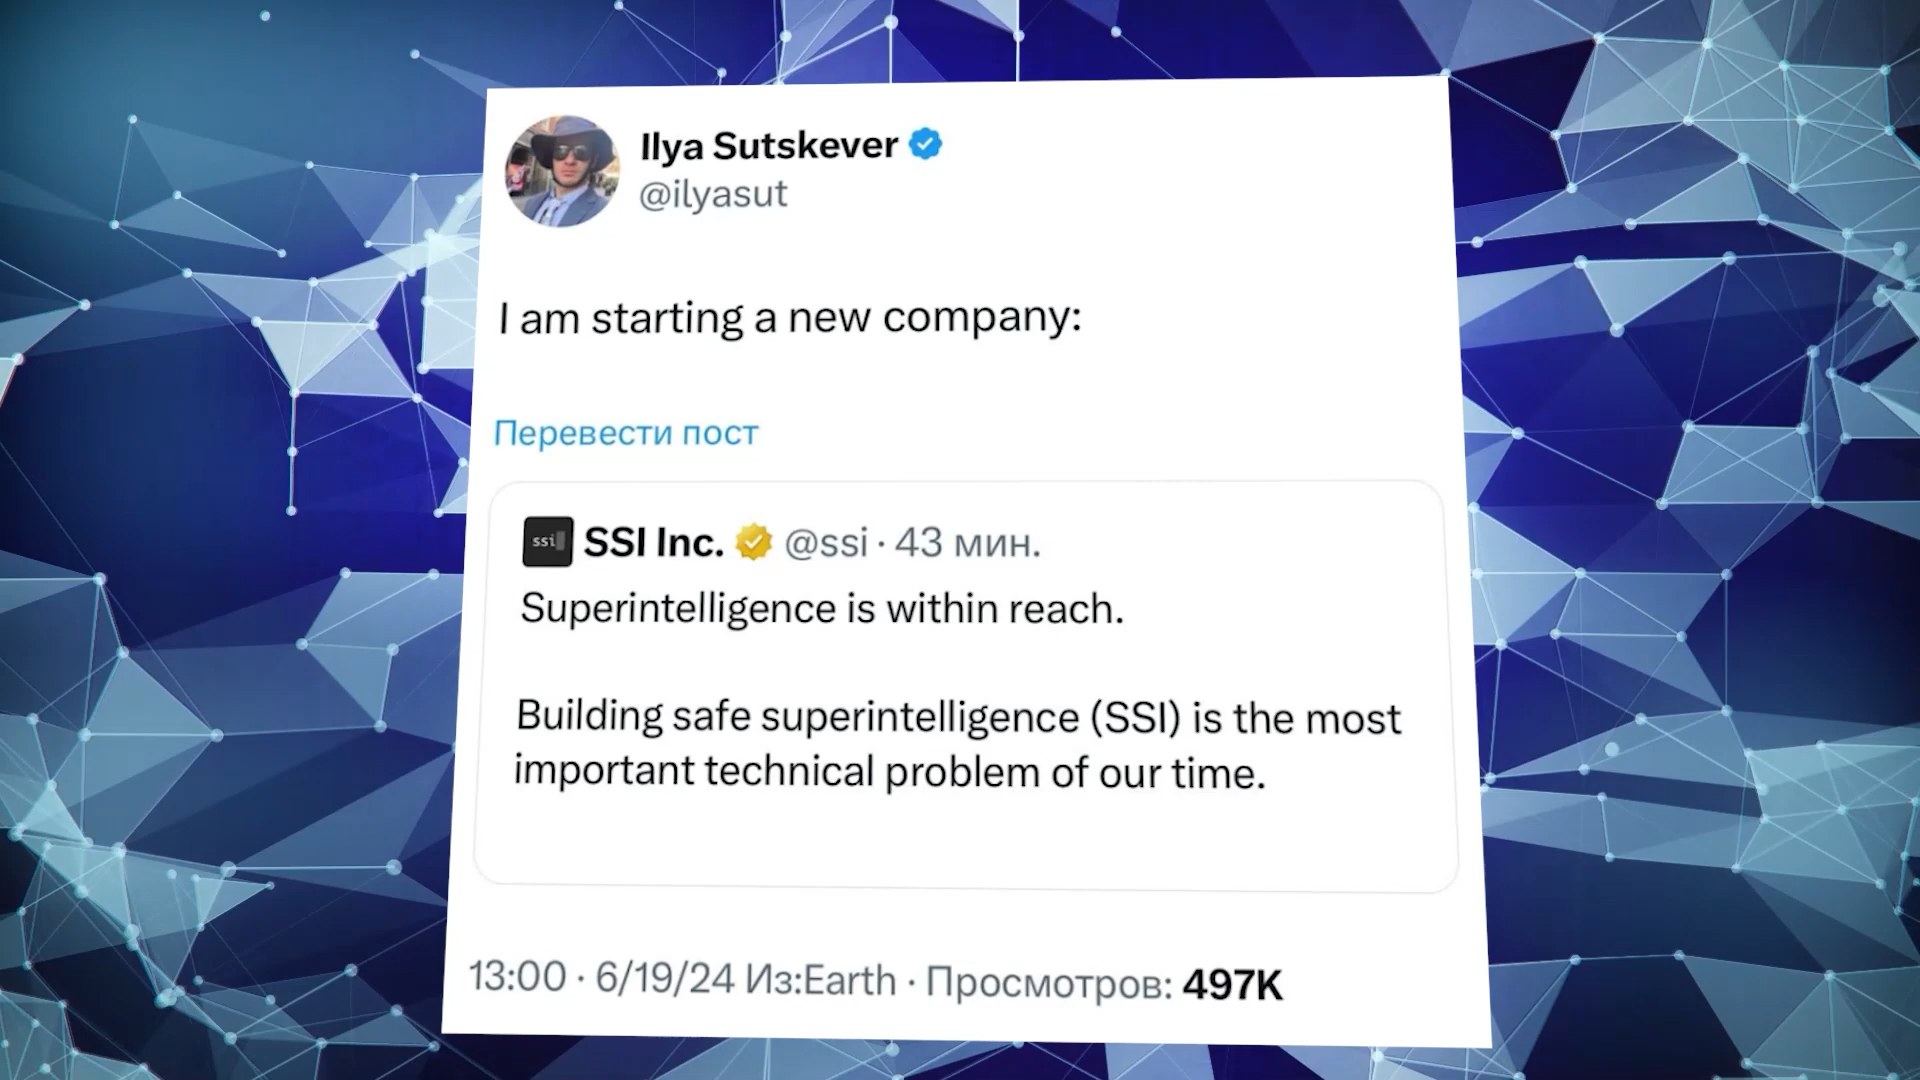 Ilya Sutskever
@ilyasut
I am starting a new company:
Перевести пост
ssi
SSI Inc. @ssi · 43 мин.
Superintelligence is within reach.
Building safe superintelligence (SSI) is the most
important technical problem of our time.
13:00 · 6/19/24 Из:Earth · Просмотров: 497K